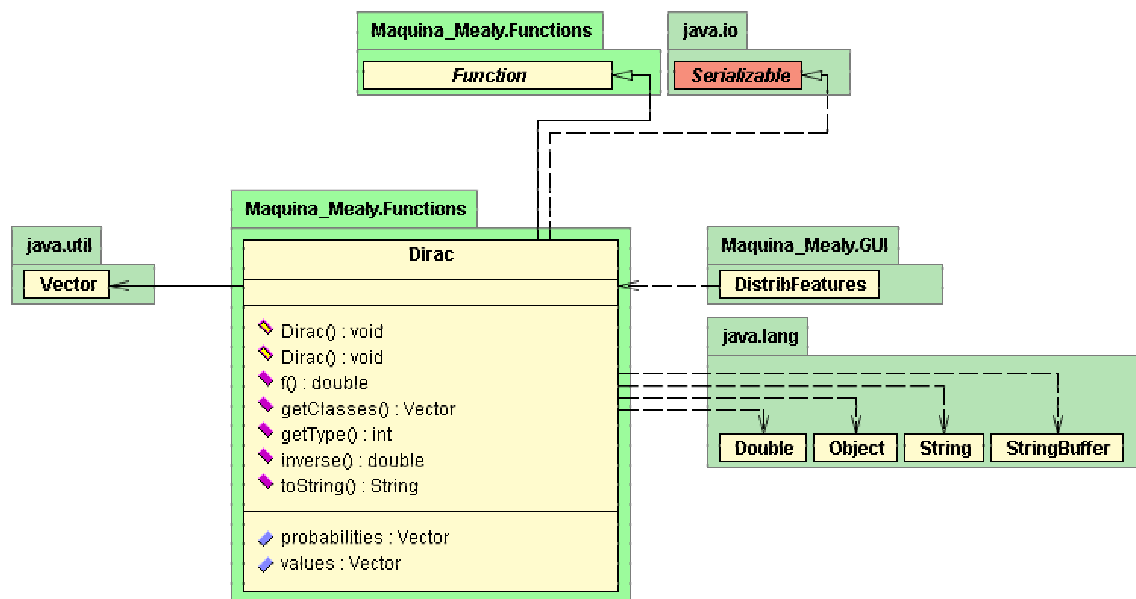 Maquina_Mealy.Functions
Function
java.io
Serializable
Maquina_Mealy.Functions
Dirac
Dirac() : void
Dirac() : void
f() : double
getClasses() : Vector
getType() : int
inverse() : double
toString() : String
probabilities : Vector
values : Vector
java.util
Vector
Maquina_Mealy.GUI
DistribFeatures
java.lang
Double
Object
String
StringBuffer